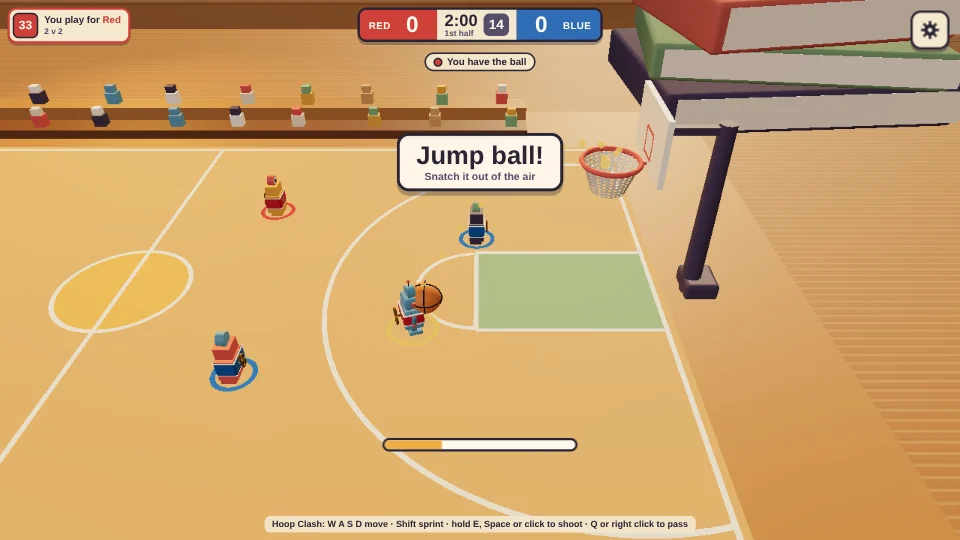 33
You play for Red
2 v 2
RED 0
2:00
1st half
14
0 BLUE
You have the ball
Jump ball!
Snatch it out of the air
Hoop Clash: W A S D move · Shift sprint · hold E, Space or click to shoot · Q or right click to pass